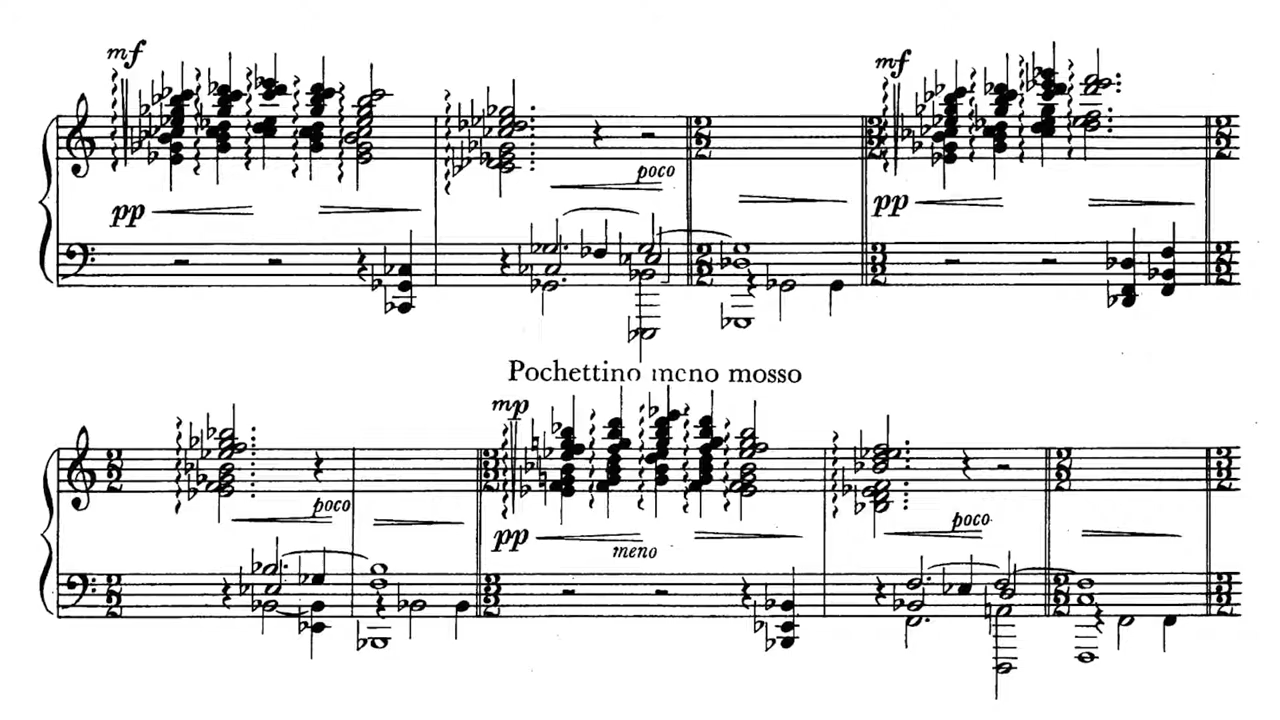 mf mf
poco
pp pp
Pochettino meno mosso
mp
poco poco
pp
meno